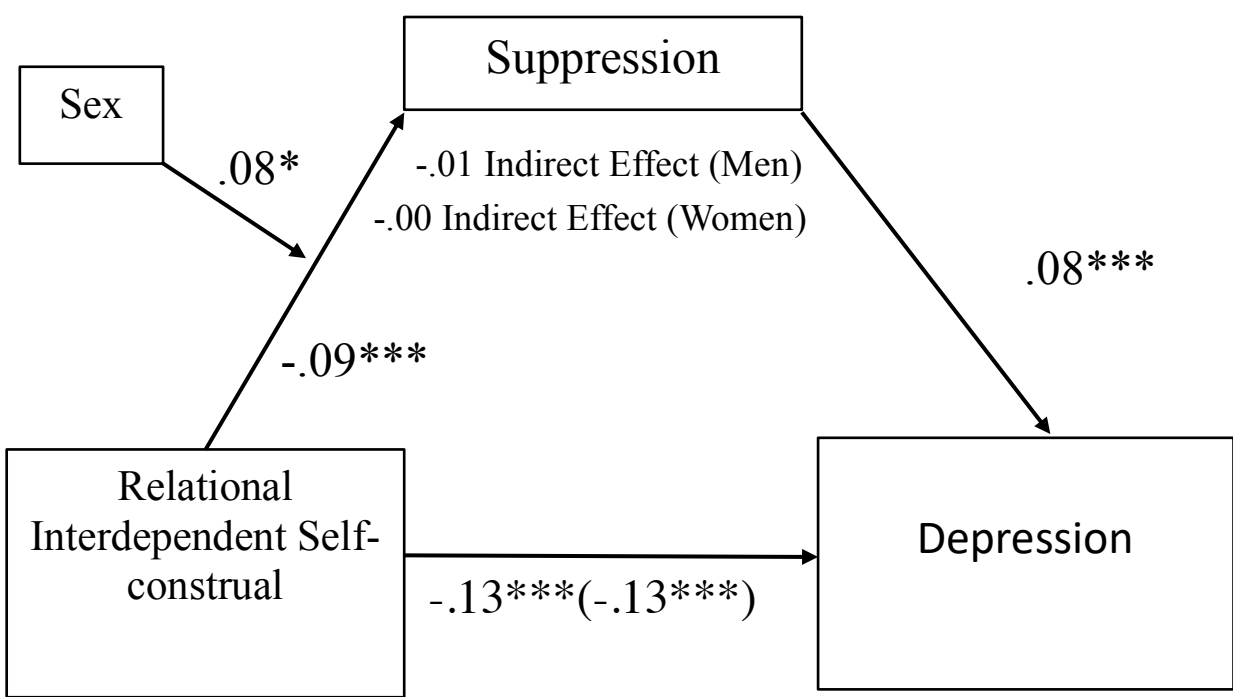 Suppression
Sex
.08*
-.01 Indirect Effect (Men)
-.00 Indirect Effect (Women)
.08***
-.09***
Relational
Interdependent Self-
construal
Depression
-.13***(-.13***)